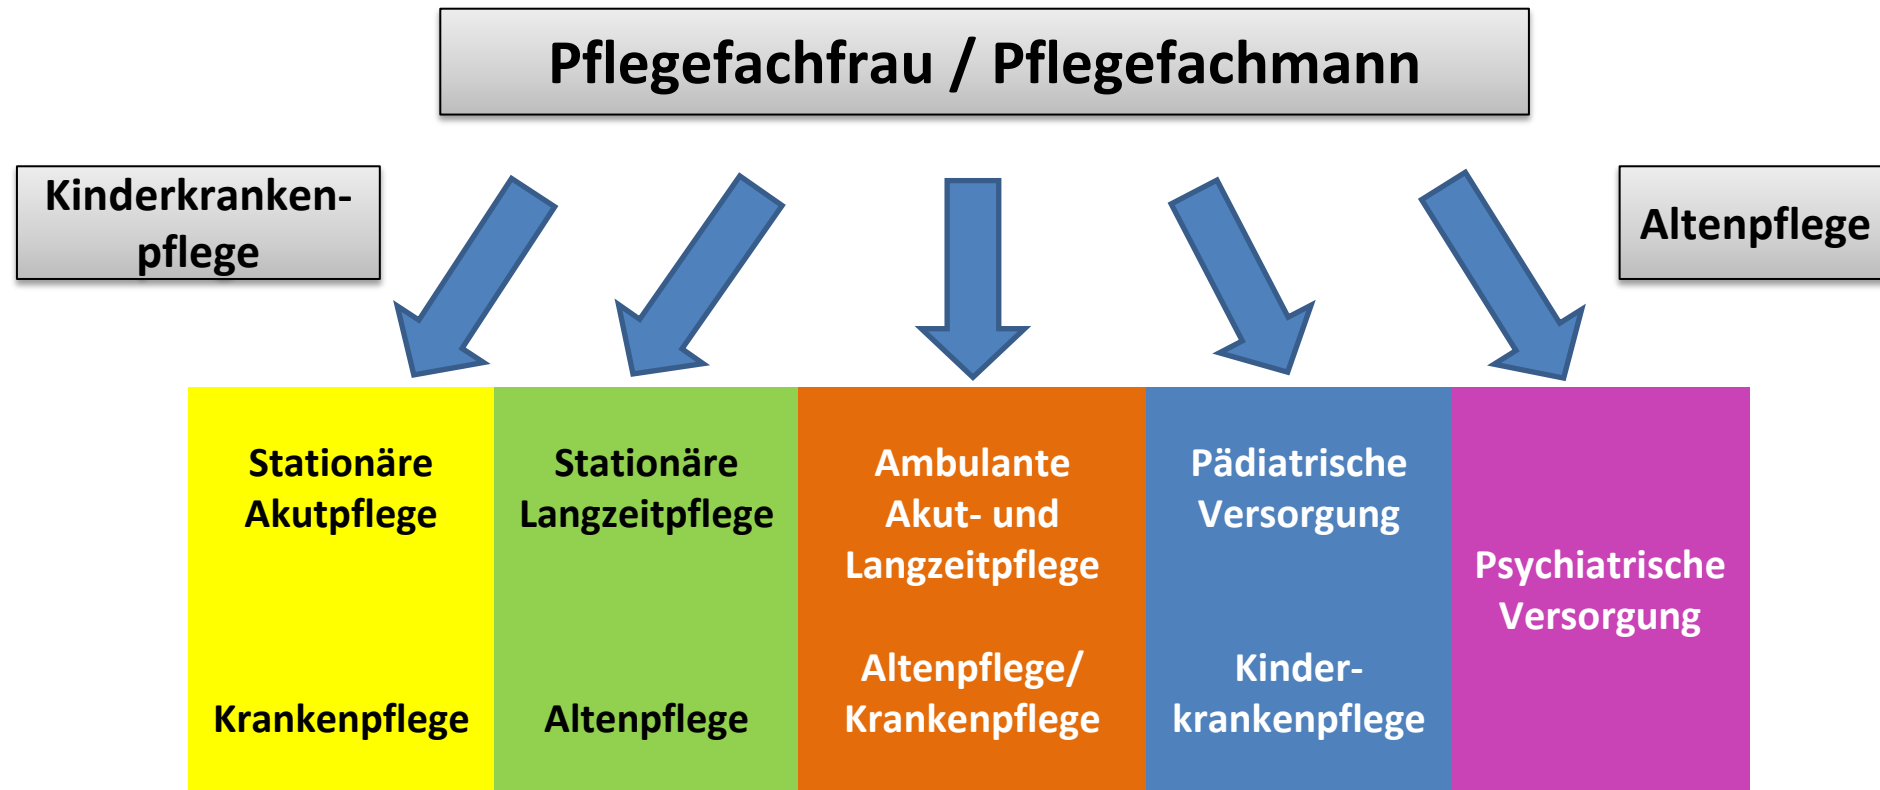 Pflegefachfrau / Pflegefachmann
Kinderkranken-
pflege
Altenpflege
Stationäre
Akutpflege
Krankenpflege
Stationäre
Langzeitpflege
Altenpflege
Ambulante
Akut- und
Langzeitpflege
Altenpflege/
Krankenpflege
Pädiatrische
Versorgung
Kinder-
krankenpflege
Psychiatrische
Versorgung